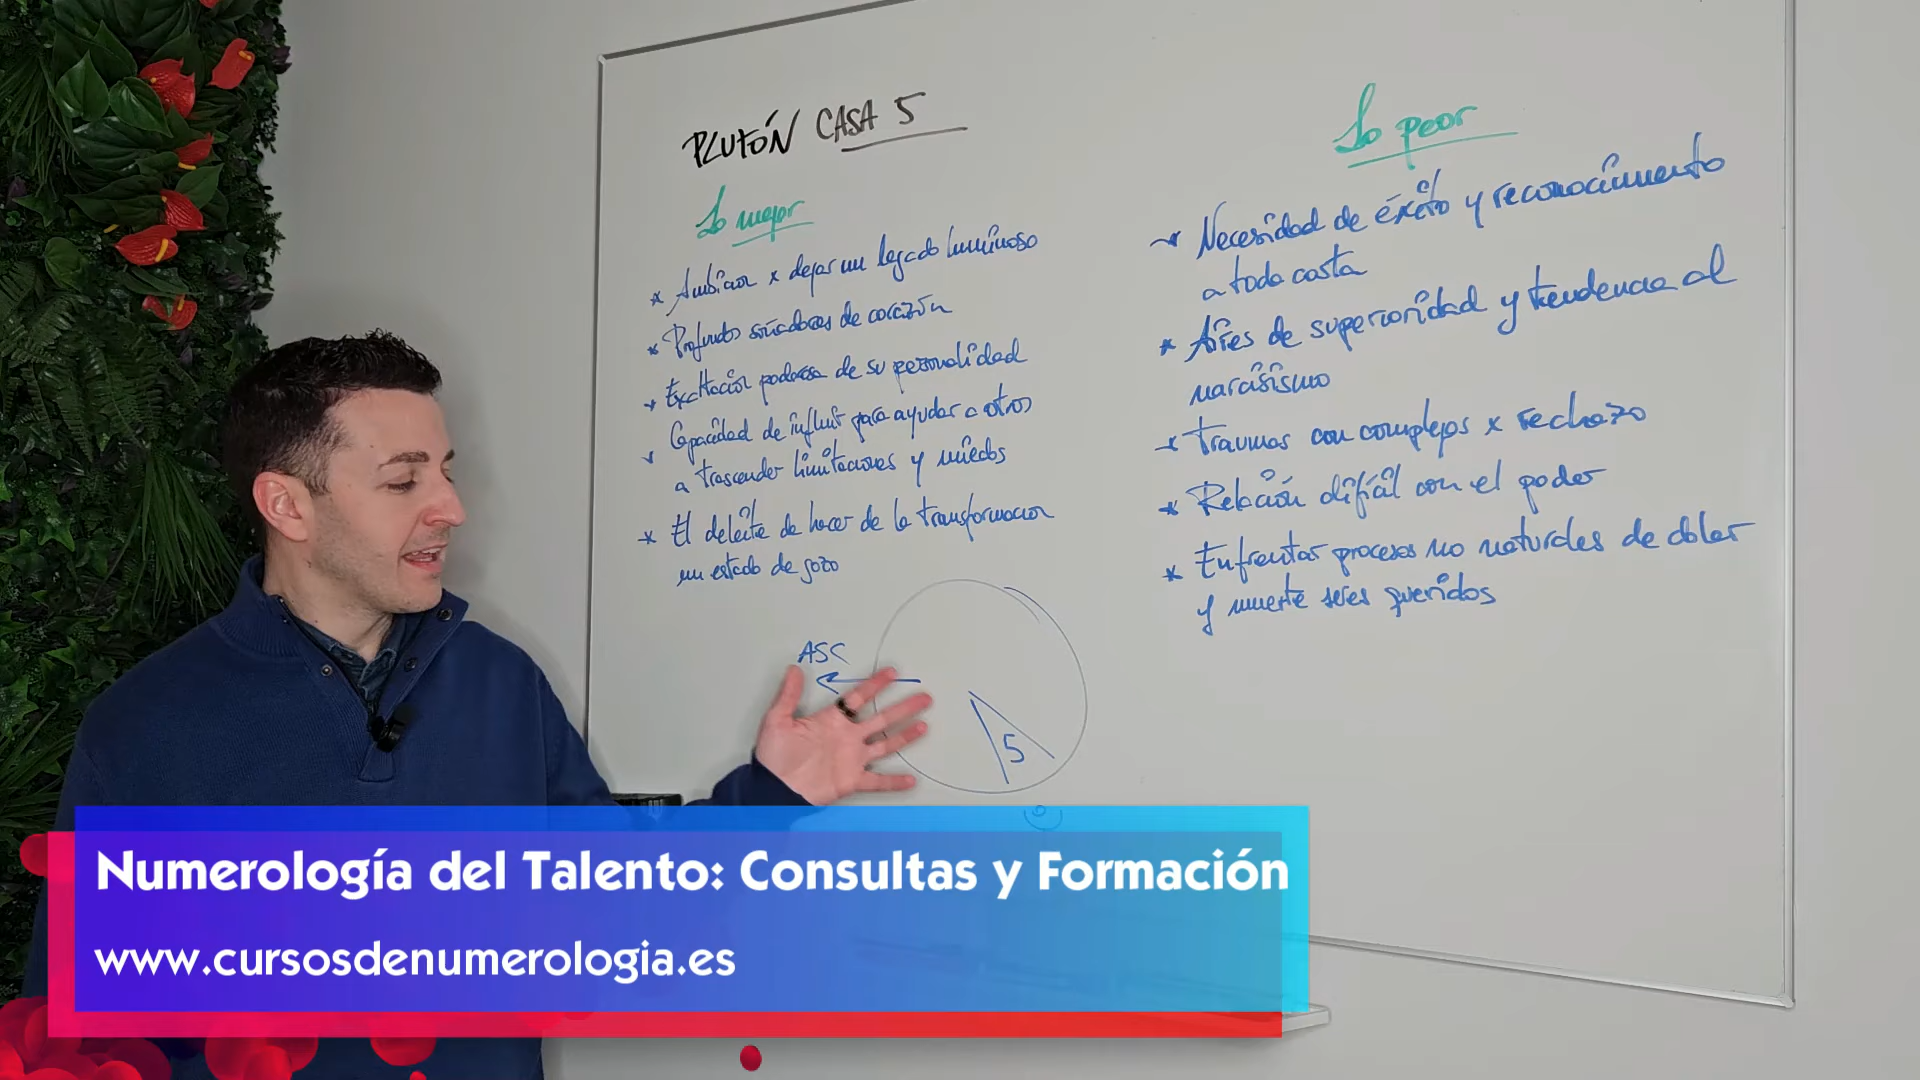 PLUTÓN CASA 5
Lo mejor
* Ambición x dejar un legado luminoso
* Profundos soñadores de corazón
* Excitación poderosa de su personalidad
* Capacidad de influir para ayudar a otros
a trascender limitaciones y miedos
* El deleite de hacer de la transformacion
un estado de gozo
ASC
5
Lo peor
* Necesidad de éxito y reconocimiento
a toda costa
* Aires de superioridad y tendencia al
narcisismo
* Traumas con complejos x rechazo
* Relación difícil con el poder
* Enfrentar procesos no naturales de dolor
y muerte seres queridos
Numerología del Talento: Consultas y Formación
www.cursosdenumerologia.es